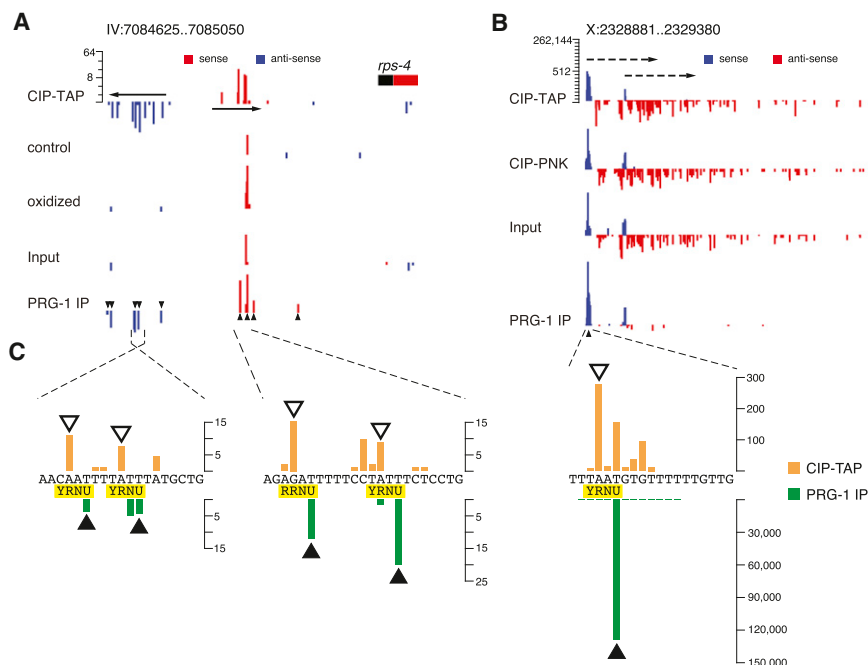 A
IV:7084625..7085050
64
8
sense
anti-sense
rps-4
CIP-TAP
control
oxidized
Input
PRG-1 IP
B
X:2328881..2329380
262,144
512
sense
anti-sense
CIP-TAP
CIP-PNK
Input
PRG-1 IP
C
15
5
AACAATTTTATTTATGCTG
YRNU
YRNU
5
15
15
5
AGAGATTTTTCCTATTTCTCCTG
RRNU
YRNU
5
15
25
300
200
100
TTTAATGTGTTTTTTGTTG
YRNU
30,000
60,000
90,000
120,000
150,000
CIP-TAP
PRG-1 IP